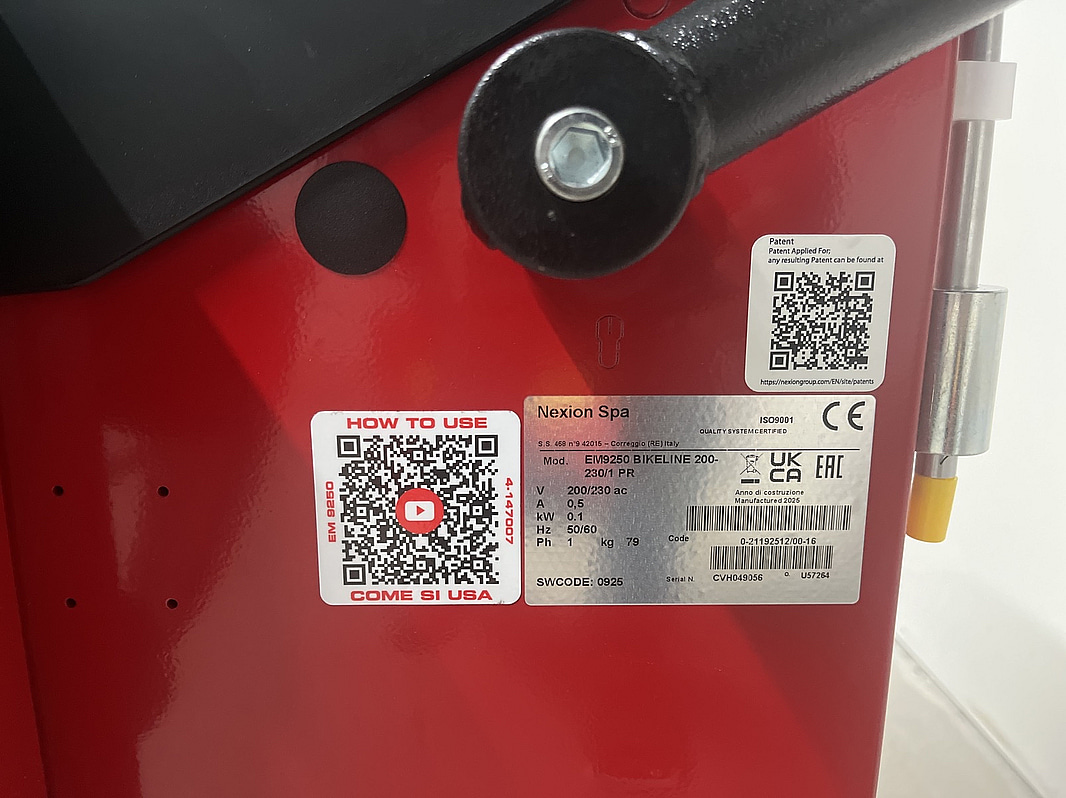 Patent
Patent Applied For;
any resulting Patent can be found at
https://nexiongroup.com/EN/site/patents
HOW TO USE
EM 9250
4-147007
COME SI USA
Nexion Spa
ISO9001
QUALITY SYSTEM CERTIFIED
CE
S.S. 468 n°9 42015 – Correggio (RE) Italy
Mod. EM9250 BIKELINE 200-
230/1 PR
UK
CA
EAC
V 200/230 ac
A 0,5
kW 0.1
Hz 50/60
Ph 1 kg 79
Anno di costruzione
Manufactured 2025
Code 0-21192512/00-16
SWCODE: 0925
Serial N. CVH049056 O. U57264